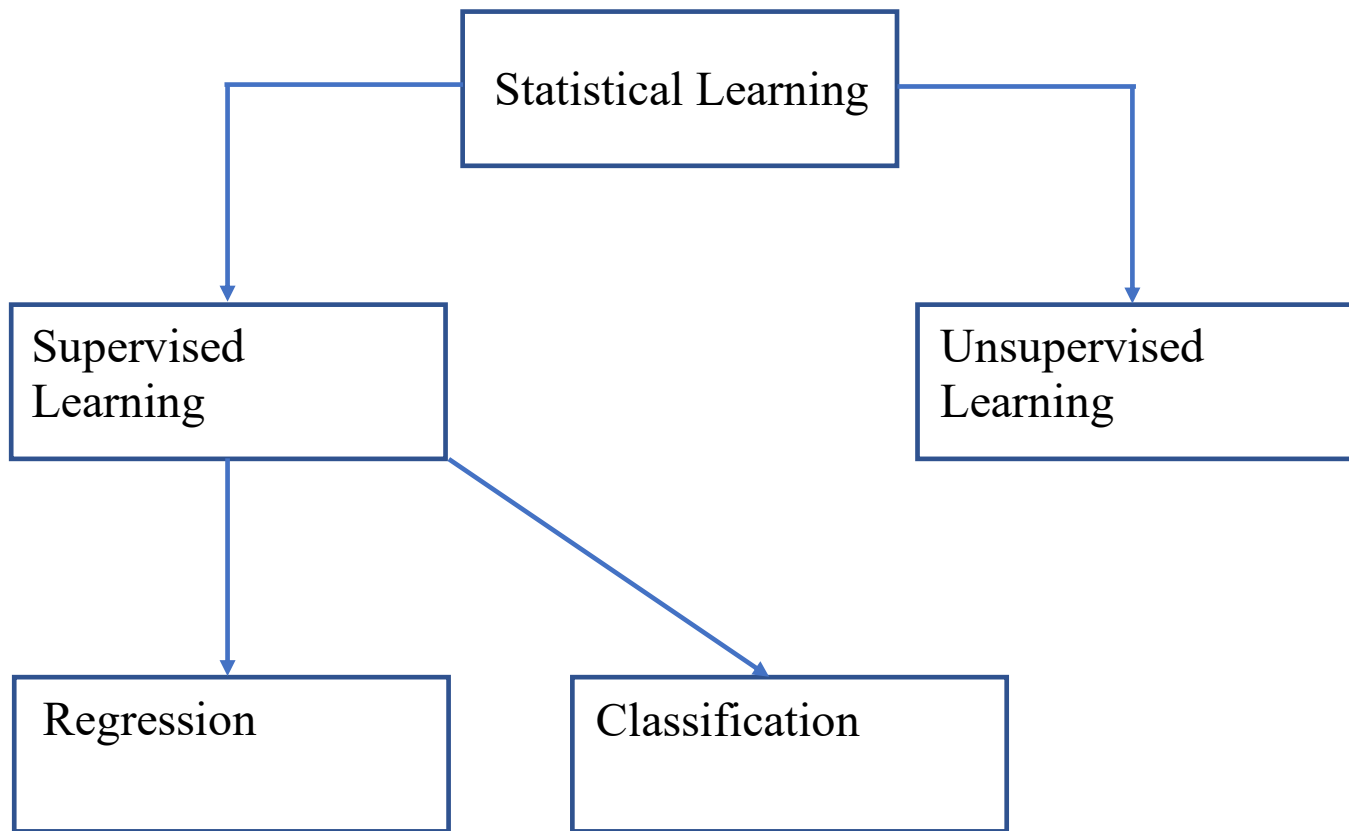 Statistical Learning
Supervised
Learning
Unsupervised
Learning
Regression
Classification